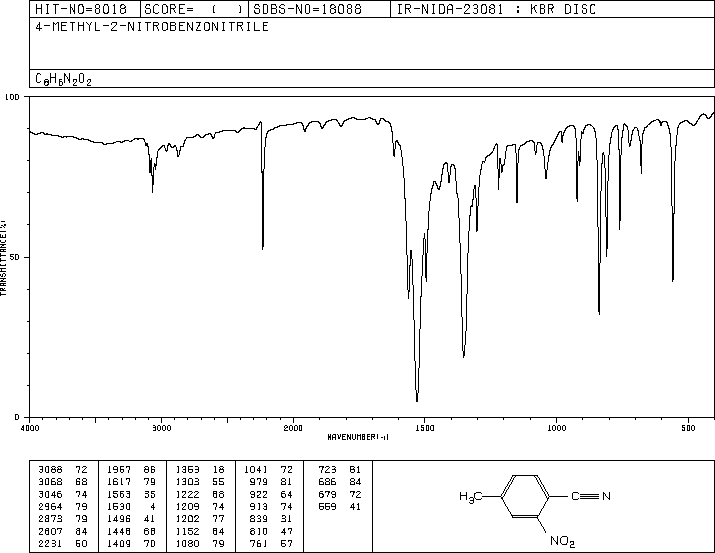 HIT-NO=8018 SCORE= ( ) SDBS-NO=18088 IR-NIDA-23081 : KBR DISC
4-METHYL-2-NITROBENZONITRILE
C8H6N2O2
100
50
0
TRANSMITTANCE(%)
4000 3000 2000 1500 1000 500
WAVENUMBER(-1)
3088 72 1957 86 1353 18 1041 72 723 81
3068 68 1617 79 1303 55 979 81 686 84
3046 74 1563 35 1222 68 922 64 679 72
2964 79 1530 4 1209 74 913 74 559 41
2873 79 1496 41 1202 77 839 31
2607 84 1448 68 1152 64 810 47
2231 50 1409 70 1080 79 761 57
H3C C N
NO2